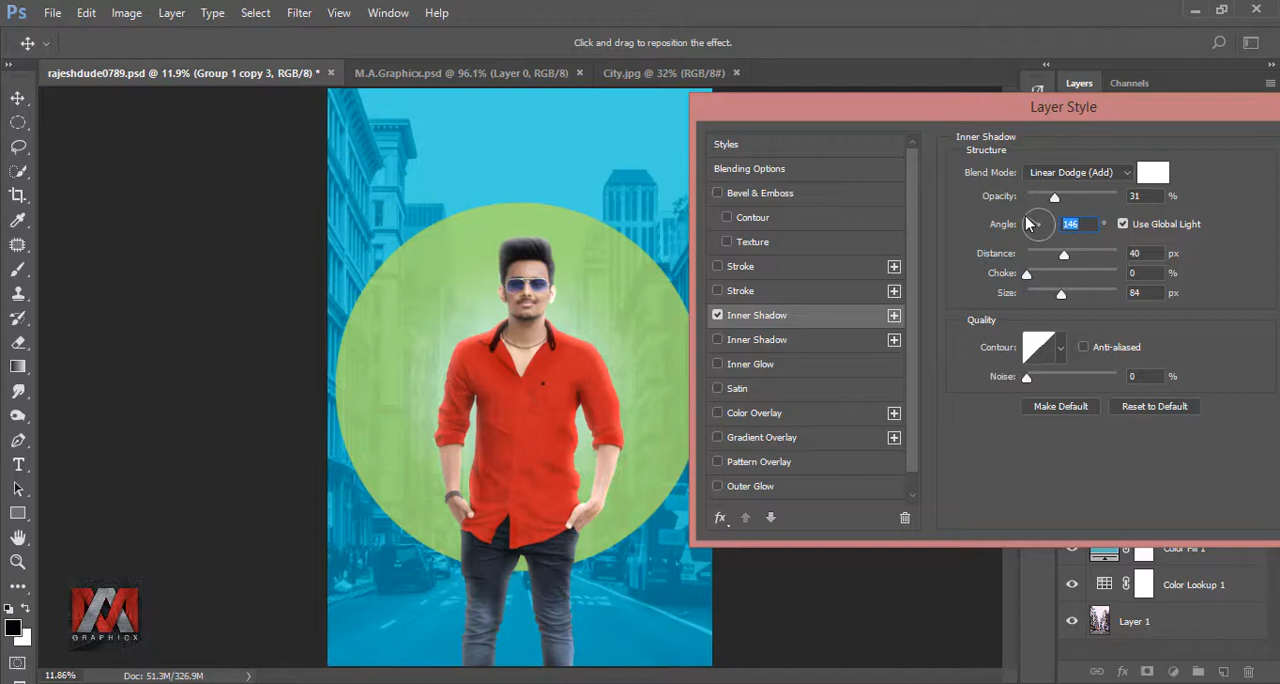 Ps File Edit Image Layer Type Select Filter View Window Help
Click and drag to reposition the effect.
rajeshdude0789.psd @ 11.9% (Group 1 copy 3, RGB/8) * × M.A.Graphicx.psd @ 96.1% (Layer 0, RGB/8) × City.jpg @ 32% (RGB/8#) ×
Layers Channels
Layer Style
Styles
Blending Options
Bevel & Emboss
Contour
Texture
Stroke
Stroke
Inner Shadow
Inner Shadow
Inner Glow
Satin
Color Overlay
Gradient Overlay
Pattern Overlay
Outer Glow
fx
Inner Shadow
Structure
Blend Mode: Linear Dodge (Add)
Opacity: 31 %
Angle: 146 ° Use Global Light
Distance: 40 px
Choke: 0 %
Size: 84 px
Quality
Contour: Anti-aliased
Noise: 0 %
Make Default Reset to Default
Color Fill 1
Color Lookup 1
Layer 1
fx
MA
GRAPHICX
11.86% Doc: 51.3M/326.9M